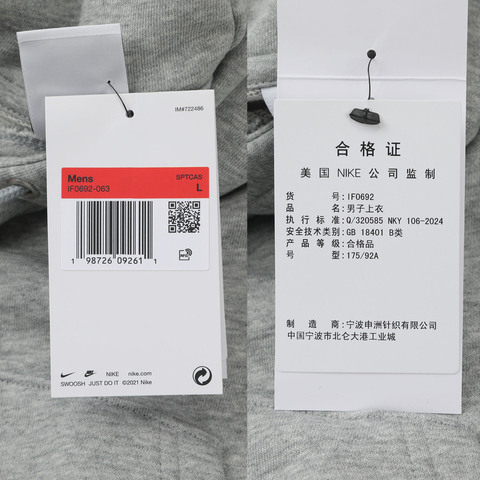 IM#722486
Mens SPTCAS
IF0692-063 L
1 98726 09261 1
NIKE www.nike.com
SWOOSH JUST DO IT ©2021 Nike
合格证
美国 NIKE 公司监制
货号:IF0692
品名:男子上衣
执行标准:Q/320585 NKY 106-2024
安全技术类别:GB 18401 B类
产品等级:合格品
号型:175/92A
制造商:宁波申洲针织有限公司
中国宁波市北仑大港工业城